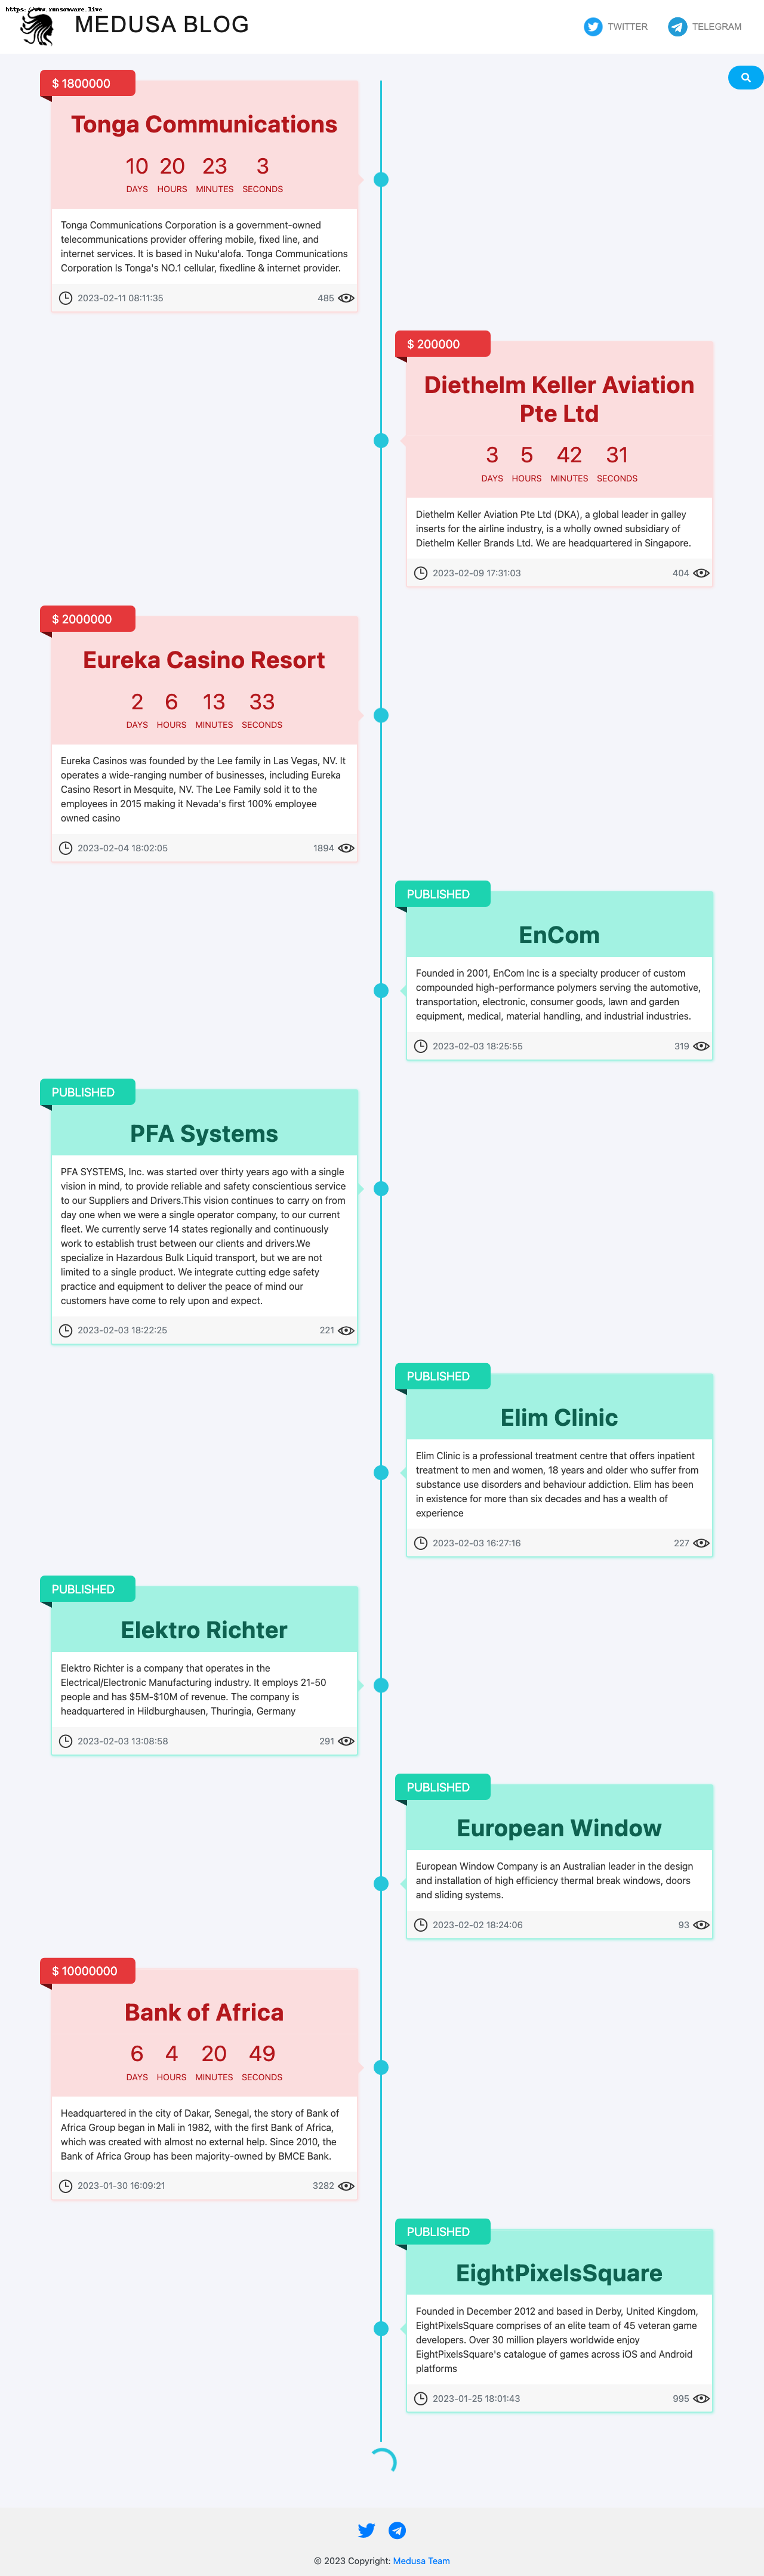 https://www.ransomware.live
MEDUSA BLOG
TWITTER
TELEGRAM
$ 1800000
Tonga Communications
10 20 23 3
DAYS HOURS MINUTES SECONDS
Tonga Communications Corporation is a government-owned
telecommunications provider offering mobile, fixed line, and
internet services. It is based in Nuku'alofa. Tonga Communications
Corporation Is Tonga's NO.1 cellular, fixedline & internet provider.
2023-02-11 08:11:35
485
$ 200000
Diethelm Keller Aviation
Pte Ltd
3 5 42 31
DAYS HOURS MINUTES SECONDS
Diethelm Keller Aviation Pte Ltd (DKA), a global leader in galley
inserts for the airline industry, is a wholly owned subsidiary of
Diethelm Keller Brands Ltd. We are headquartered in Singapore.
2023-02-09 17:31:03
404
$ 2000000
Eureka Casino Resort
2 6 13 33
DAYS HOURS MINUTES SECONDS
Eureka Casinos was founded by the Lee family in Las Vegas, NV. It
operates a wide-ranging number of businesses, including Eureka
Casino Resort in Mesquite, NV. The Lee Family sold it to the
employees in 2015 making it Nevada's first 100% employee
owned casino
2023-02-04 18:02:05
1894
PUBLISHED
EnCom
Founded in 2001, EnCom Inc is a specialty producer of custom
compounded high-performance polymers serving the automotive,
transportation, electronic, consumer goods, lawn and garden
equipment, medical, material handling, and industrial industries.
2023-02-03 18:25:55
319
PUBLISHED
PFA Systems
PFA SYSTEMS, Inc. was started over thirty years ago with a single
vision in mind, to provide reliable and safety conscientious service
to our Suppliers and Drivers.This vision continues to carry on from
day one when we were a single operator company, to our current
fleet. We currently serve 14 states regionally and continuously
work to establish trust between our clients and drivers.We
specialize in Hazardous Bulk Liquid transport, but we are not
limited to a single product. We integrate cutting edge safety
practice and equipment to deliver the peace of mind our
customers have come to rely upon and expect.
2023-02-03 18:22:25
221
PUBLISHED
Elim Clinic
Elim Clinic is a professional treatment centre that offers inpatient
treatment to men and women, 18 years and older who suffer from
substance use disorders and behaviour addiction. Elim has been
in existence for more than six decades and has a wealth of
experience
2023-02-03 16:27:16
227
PUBLISHED
Elektro Richter
Elektro Richter is a company that operates in the
Electrical/Electronic Manufacturing industry. It employs 21-50
people and has $5M-$10M of revenue. The company is
headquartered in Hildburghausen, Thuringia, Germany
2023-02-03 13:08:58
291
PUBLISHED
European Window
European Window Company is an Australian leader in the design
and installation of high efficiency thermal break windows, doors
and sliding systems.
2023-02-02 18:24:06
93
$ 10000000
Bank of Africa
6 4 20 49
DAYS HOURS MINUTES SECONDS
Headquartered in the city of Dakar, Senegal, the story of Bank of
Africa Group began in Mali in 1982, with the first Bank of Africa,
which was created with almost no external help. Since 2010, the
Bank of Africa Group has been majority-owned by BMCE Bank.
2023-01-30 16:09:21
3282
PUBLISHED
EightPixelsSquare
Founded in December 2012 and based in Derby, United Kingdom,
EightPixelsSquare comprises of an elite team of 45 veteran game
developers. Over 30 million players worldwide enjoy
EightPixelsSquare's catalogue of games across iOS and Android
platforms
2023-01-25 18:01:43
995
© 2023 Copyright: Medusa Team